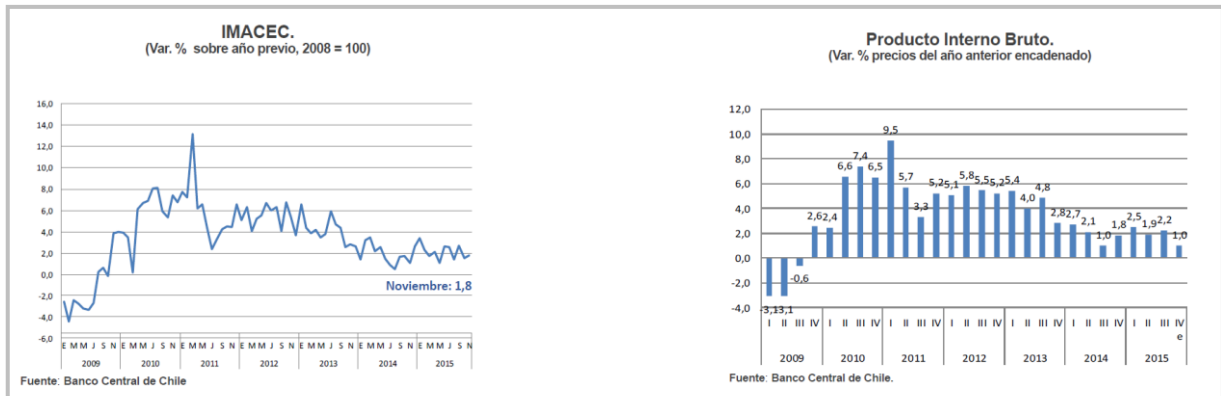 IMACEC.
(Var. % sobre año previo, 2008 = 100)
16,0
14,0
12,0
10,0
8,0
6,0
4,0
2,0
0,0
-2,0
-4,0
-6,0
Noviembre: 1,8
E M M J S N E M M J S N E M M J S N E M M J S N E M M J S N E M M J S N E M M J S N
2009 2010 2011 2012 2013 2014 2015
Fuente: Banco Central de Chile
Producto Interno Bruto.
(Var. % precios del año anterior encadenado)
12,0
10,0
8,0
6,0
4,0
2,0
0,0
-2,0
-4,0
-3,1 -3,1 -0,6 2,6 2,4 6,6 7,4 6,5 9,5 5,7 3,3 5,2 5,1 5,8 5,5 5,2 5,4 4,0 4,8 2,8 2,7 2,1 1,0 1,8 2,5 1,9 2,2 1,0
I II III IV I II III IV I II III IV I II III IV I II III IV I II III IV I II III IV e
2009 2010 2011 2012 2013 2014 2015
Fuente: Banco Central de Chile.